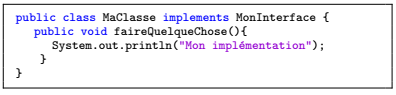 public class MaClasse implements MonInterface {
public void faireQuelqueChose(){
System.out.println("Mon implémentation");
}
}